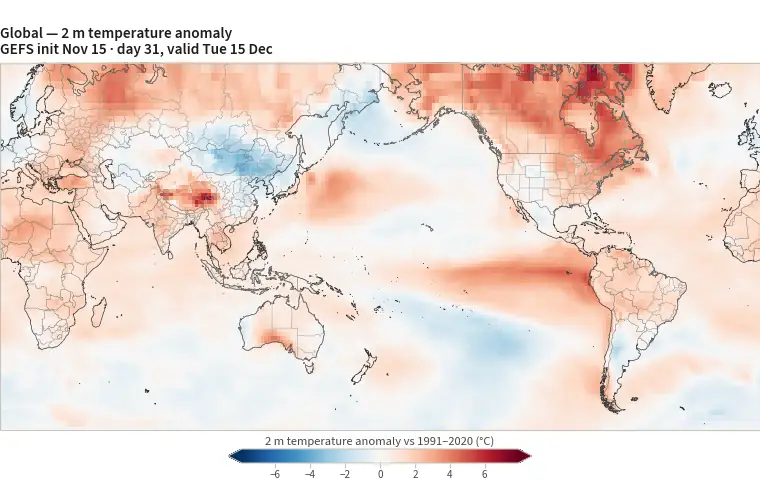 Global — 2 m temperature anomaly
GEFS init Nov 15 · day 31, valid Tue 15 Dec
2 m temperature anomaly vs 1991–2020 (°C)
−6 −4 −2 0 2 4 6